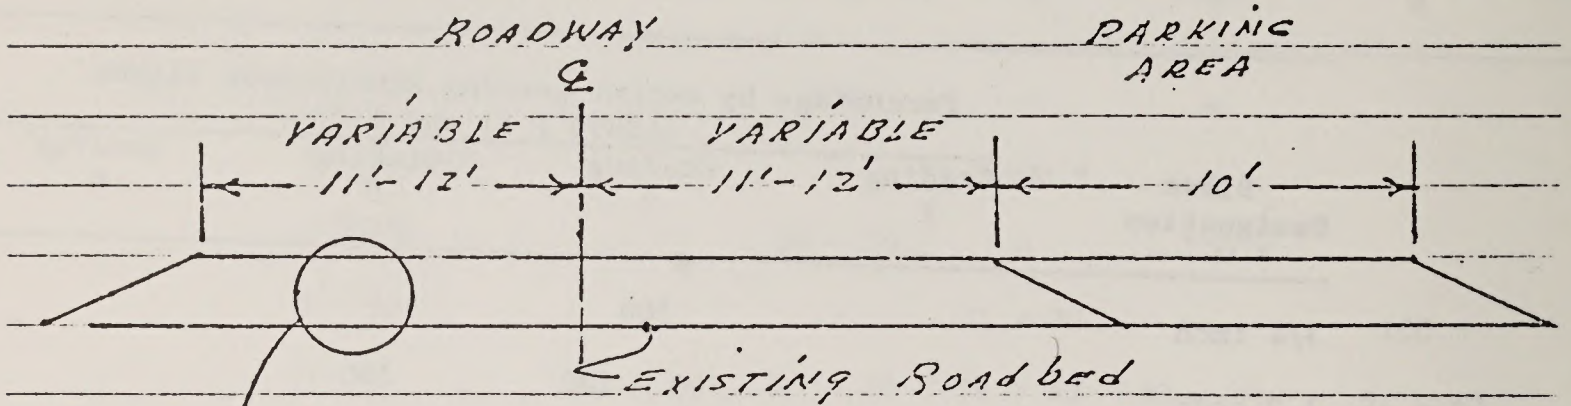 ROADWAY
PARKING
AREA
℄
VARIABLE
VARIABLE
11'-12'
11'-12'
10'
EXISTING Roadbed